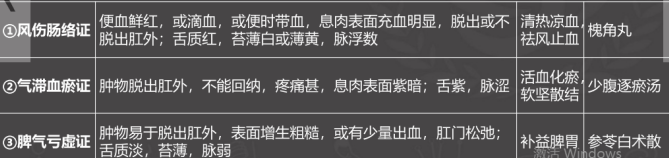 ①风伤肠络证
便血鲜红，或滴血，或便时带血，息肉表面充血明显，脱出或不
脱出肛外；舌质红，苔薄白或薄黄，脉浮数
清热凉血，
祛风止血
槐角丸
②气滞血瘀证
肿物脱出肛外，不能回纳，疼痛甚，息肉表面紫暗；舌紫，脉涩
活血化瘀，
软坚散结
少腹逐瘀汤
③脾气亏虚证
肿物易于脱出肛外，表面增生粗糙，或有少量出血，肛门松弛；
舌质淡，苔薄，脉弱
补益脾胃
参苓白术散
激活 Windows